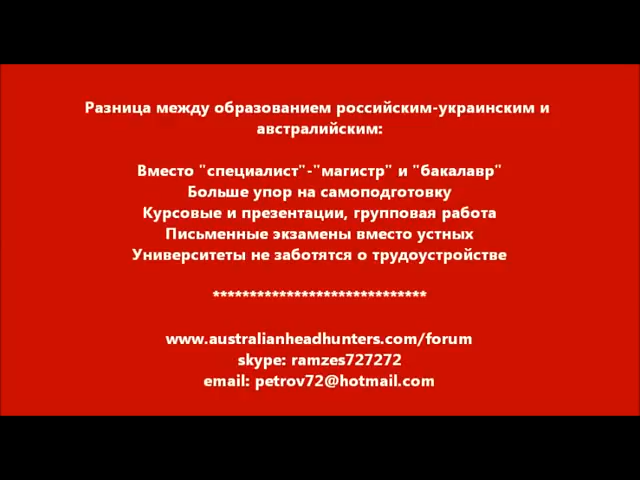 Разница между образованием российским-украинским и
австралийским:
Вместо "специалист"-"магистр" и "бакалавр"
Больше упор на самоподготовку
Курсовые и презентации, групповая работа
Письменные экзамены вместо устных
Университеты не заботятся о трудоустройстве
*****************************
www.australianheadhunters.com/forum
skype: ramzes727272
email: petrov72@hotmail.com